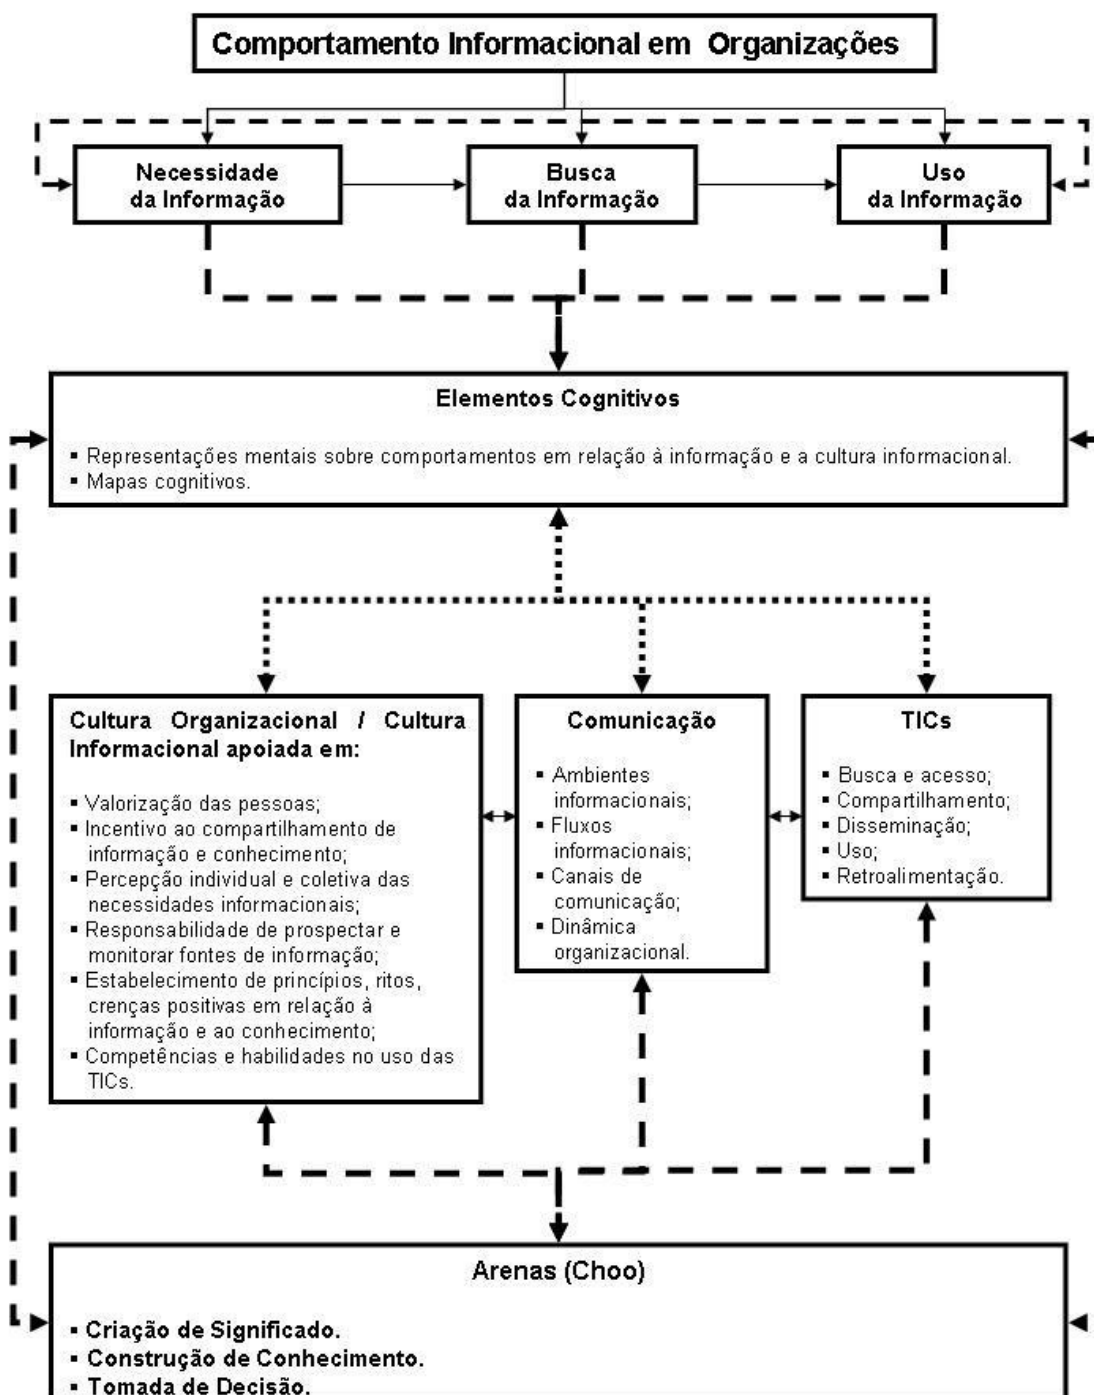 Comportamento Informacional em Organizações
Necessidade
da Informação
Busca
da Informação
Uso
da Informação
Elementos Cognitivos
▪ Representações mentais sobre comportamentos em relação à informação e a cultura informacional.
▪ Mapas cognitivos.
Cultura Organizacional / Cultura
Informacional apoiada em:
▪ Valorização das pessoas;
▪ Incentivo ao compartilhamento de
informação e conhecimento;
▪ Percepção individual e coletiva das
necessidades informacionais;
▪ Responsabilidade de prospectar e
monitorar fontes de informação;
▪ Estabelecimento de princípios, ritos,
crenças positivas em relação à
informação e ao conhecimento;
▪ Competências e habilidades no uso das
TICs.
Comunicação
▪ Ambientes
informacionais;
▪ Fluxos
informacionais;
▪ Canais de
comunicação;
▪ Dinâmica
organizacional.
TICs
▪ Busca e acesso;
▪ Compartilhamento;
▪ Disseminação;
▪ Uso;
▪ Retroalimentação.
Arenas (Choo)
▪ Criação de Significado.
▪ Construção de Conhecimento.
▪ Tomada de Decisão.